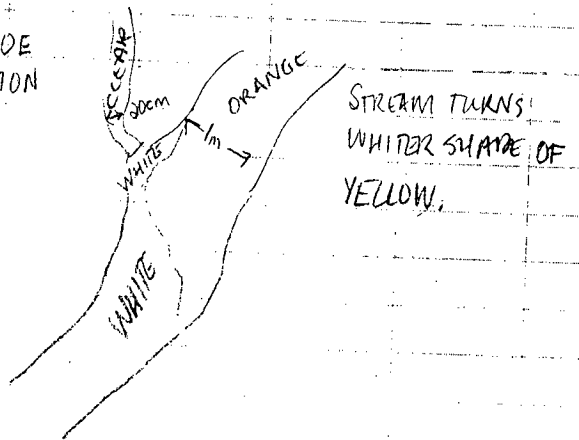 OE
ION
CLEAR
20cm
WHITE
ORANGE
1m
WHITE
STREAM TURNS
WHITER SHADE OF
YELLOW.